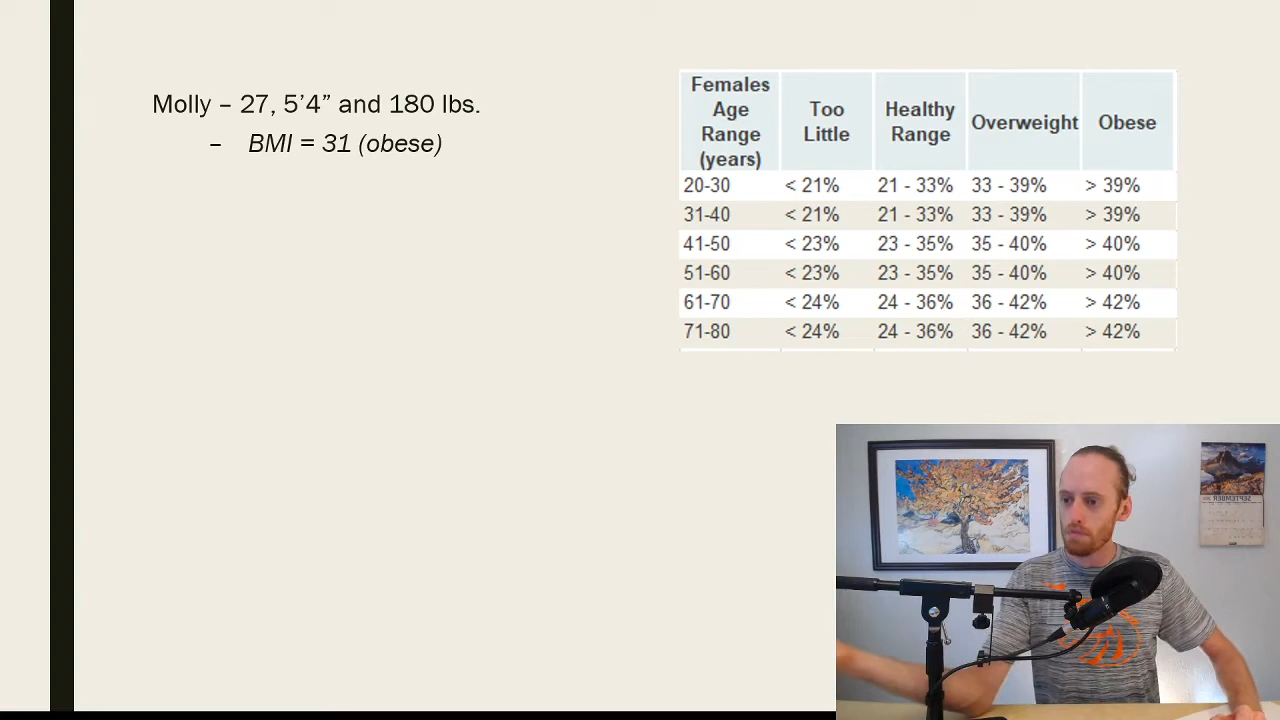 Molly – 27, 5’4” and 180 lbs.
– BMI = 31 (obese)
Females Age Range (years) Too Little Healthy Range Overweight Obese
20-30 < 21% 21 - 33% 33 - 39% > 39%
31-40 < 21% 21 - 33% 33 - 39% > 39%
41-50 < 23% 23 - 35% 35 - 40% > 40%
51-60 < 23% 23 - 35% 35 - 40% > 40%
61-70 < 24% 24 - 36% 36 - 42% > 42%
71-80 < 24% 24 - 36% 36 - 42% > 42%
SEPTEMBER